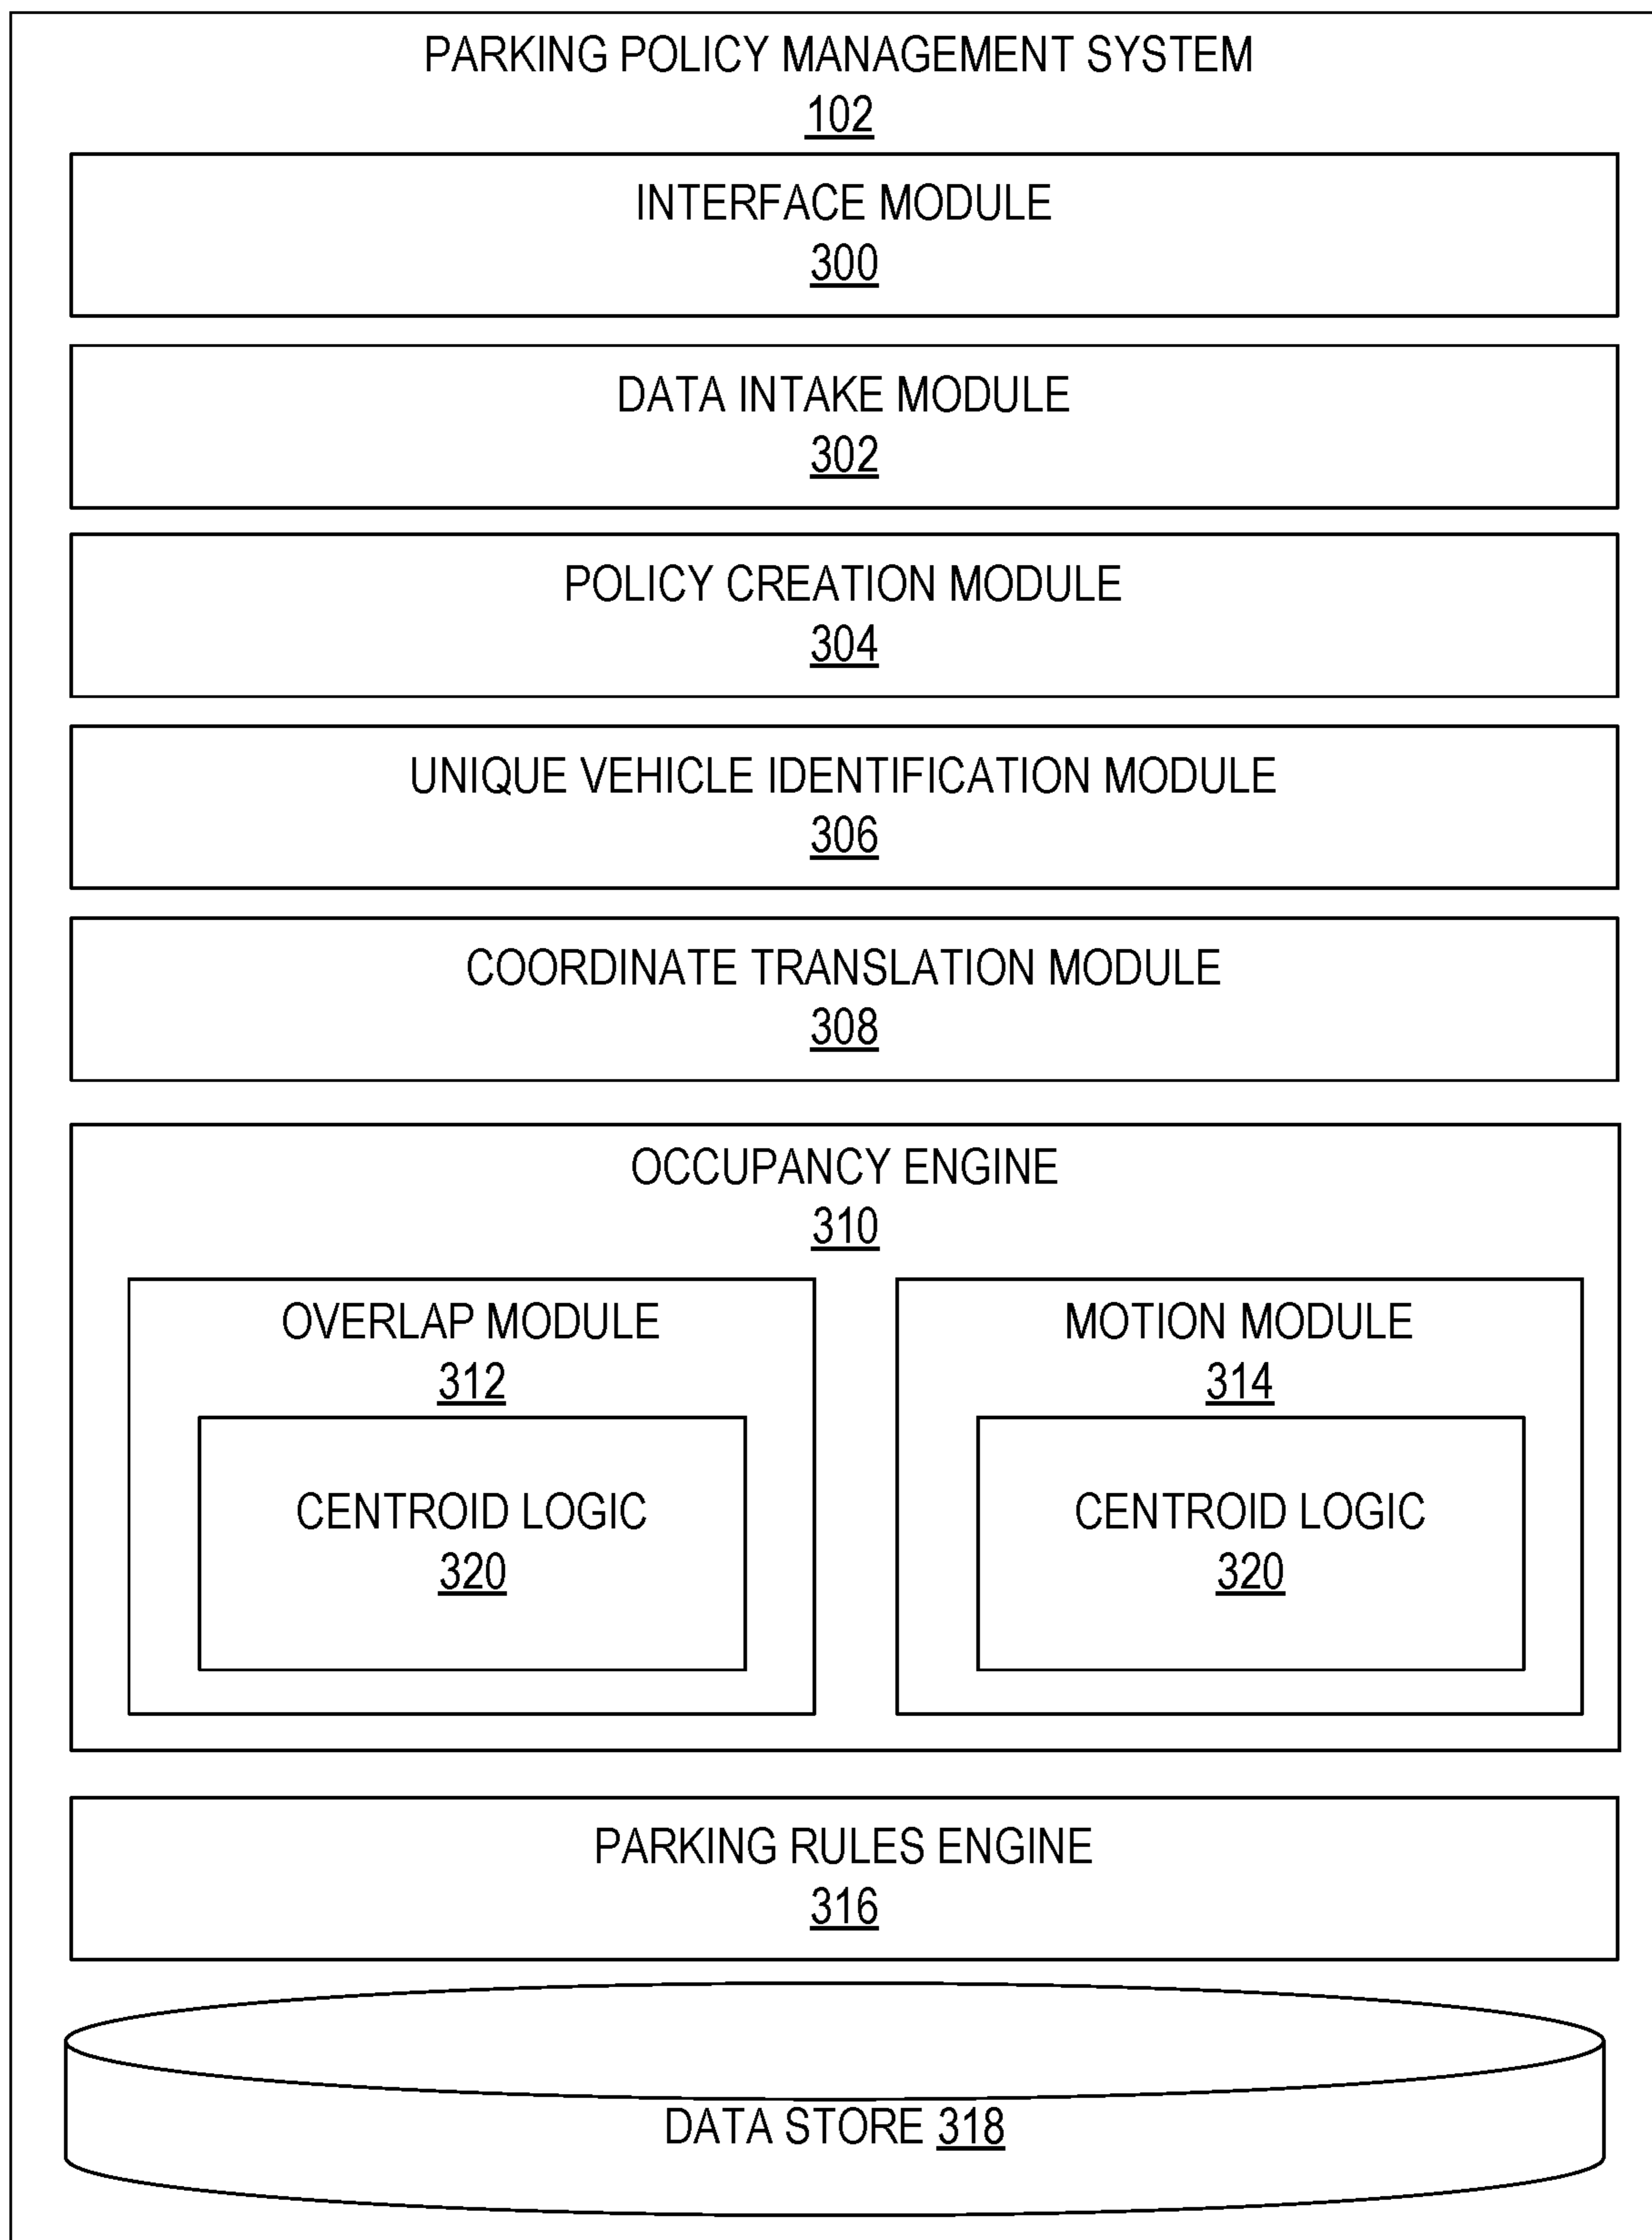 PARKING POLICY MANAGEMENT SYSTEM
102
INTERFACE MODULE
300
DATA INTAKE MODULE
302
POLICY CREATION MODULE
304
UNIQUE VEHICLE IDENTIFICATION MODULE
306
COORDINATE TRANSLATION MODULE
308
OCCUPANCY ENGINE
310
OVERLAP MODULE
312
CENTROID LOGIC
320
MOTION MODULE
314
CENTROID LOGIC
320
PARKING RULES ENGINE
316
DATA STORE 318